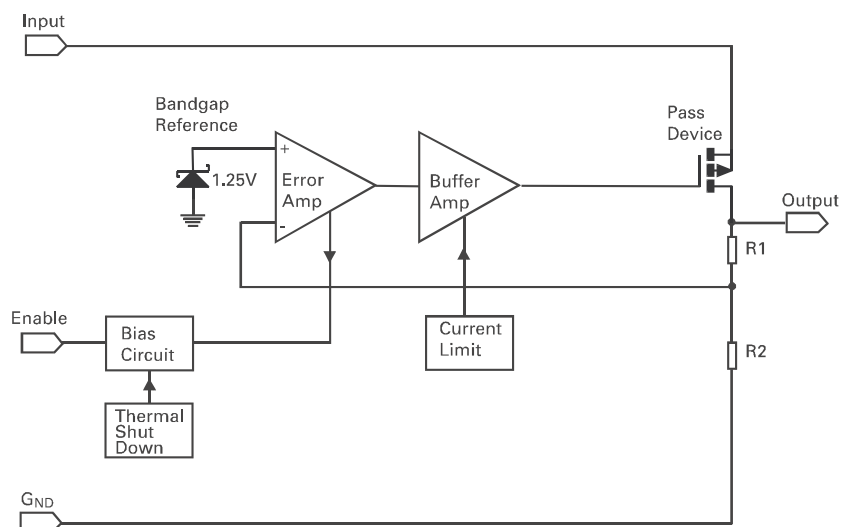 Input
Bandgap
Reference
Pass
Device
+
1.25V
Error
Amp
Buffer
Amp
Output
-
R1
Enable
Bias
Circuit
Current
Limit
R2
Thermal
Shut
Down
GND